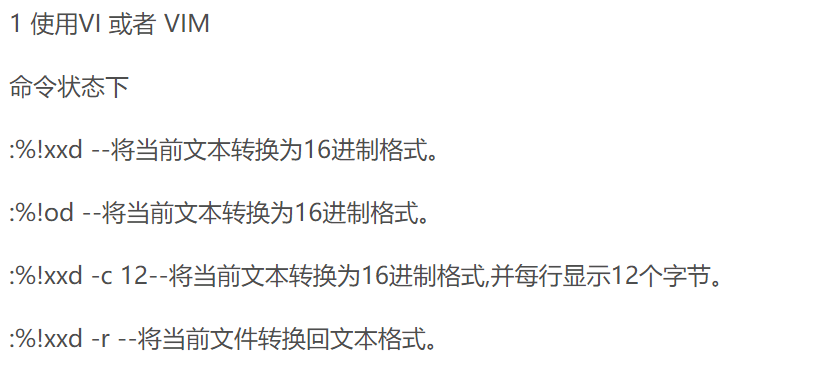 1 使用VI 或者 VIM
命令状态下
:%!xxd --将当前文本转换为16进制格式。
:%!od --将当前文本转换为16进制格式。
:%!xxd -c 12--将当前文本转换为16进制格式,并每行显示12个字节。
:%!xxd -r --将当前文件转换回文本格式。